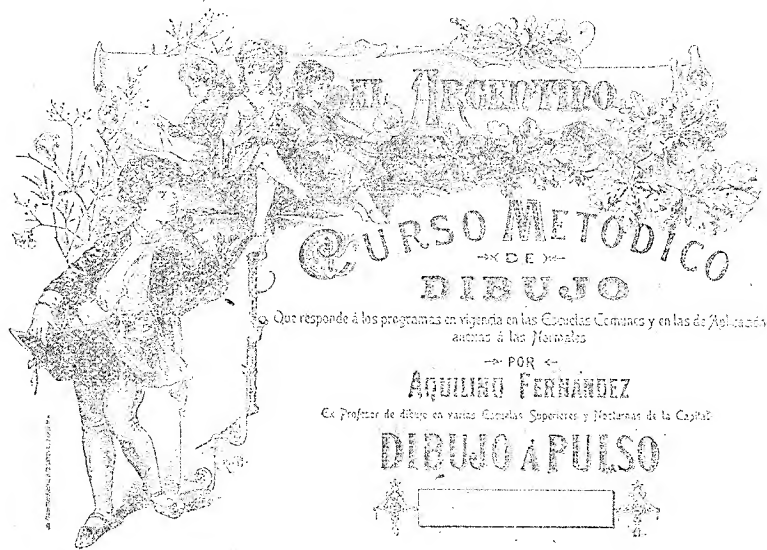 EL ARGENTINO
CURSO METODICO
DE
DIBUJO
Que responde á los programas en vigencia en las Escuelas Comunes y en las de Aplicación
anexas á las Normales
POR
AQUILINO FERNÁNDEZ
Ex Profesor de dibujo en varias Escuelas Superiores y Nocturnas de la Capital
DIBUJO Á PULSO